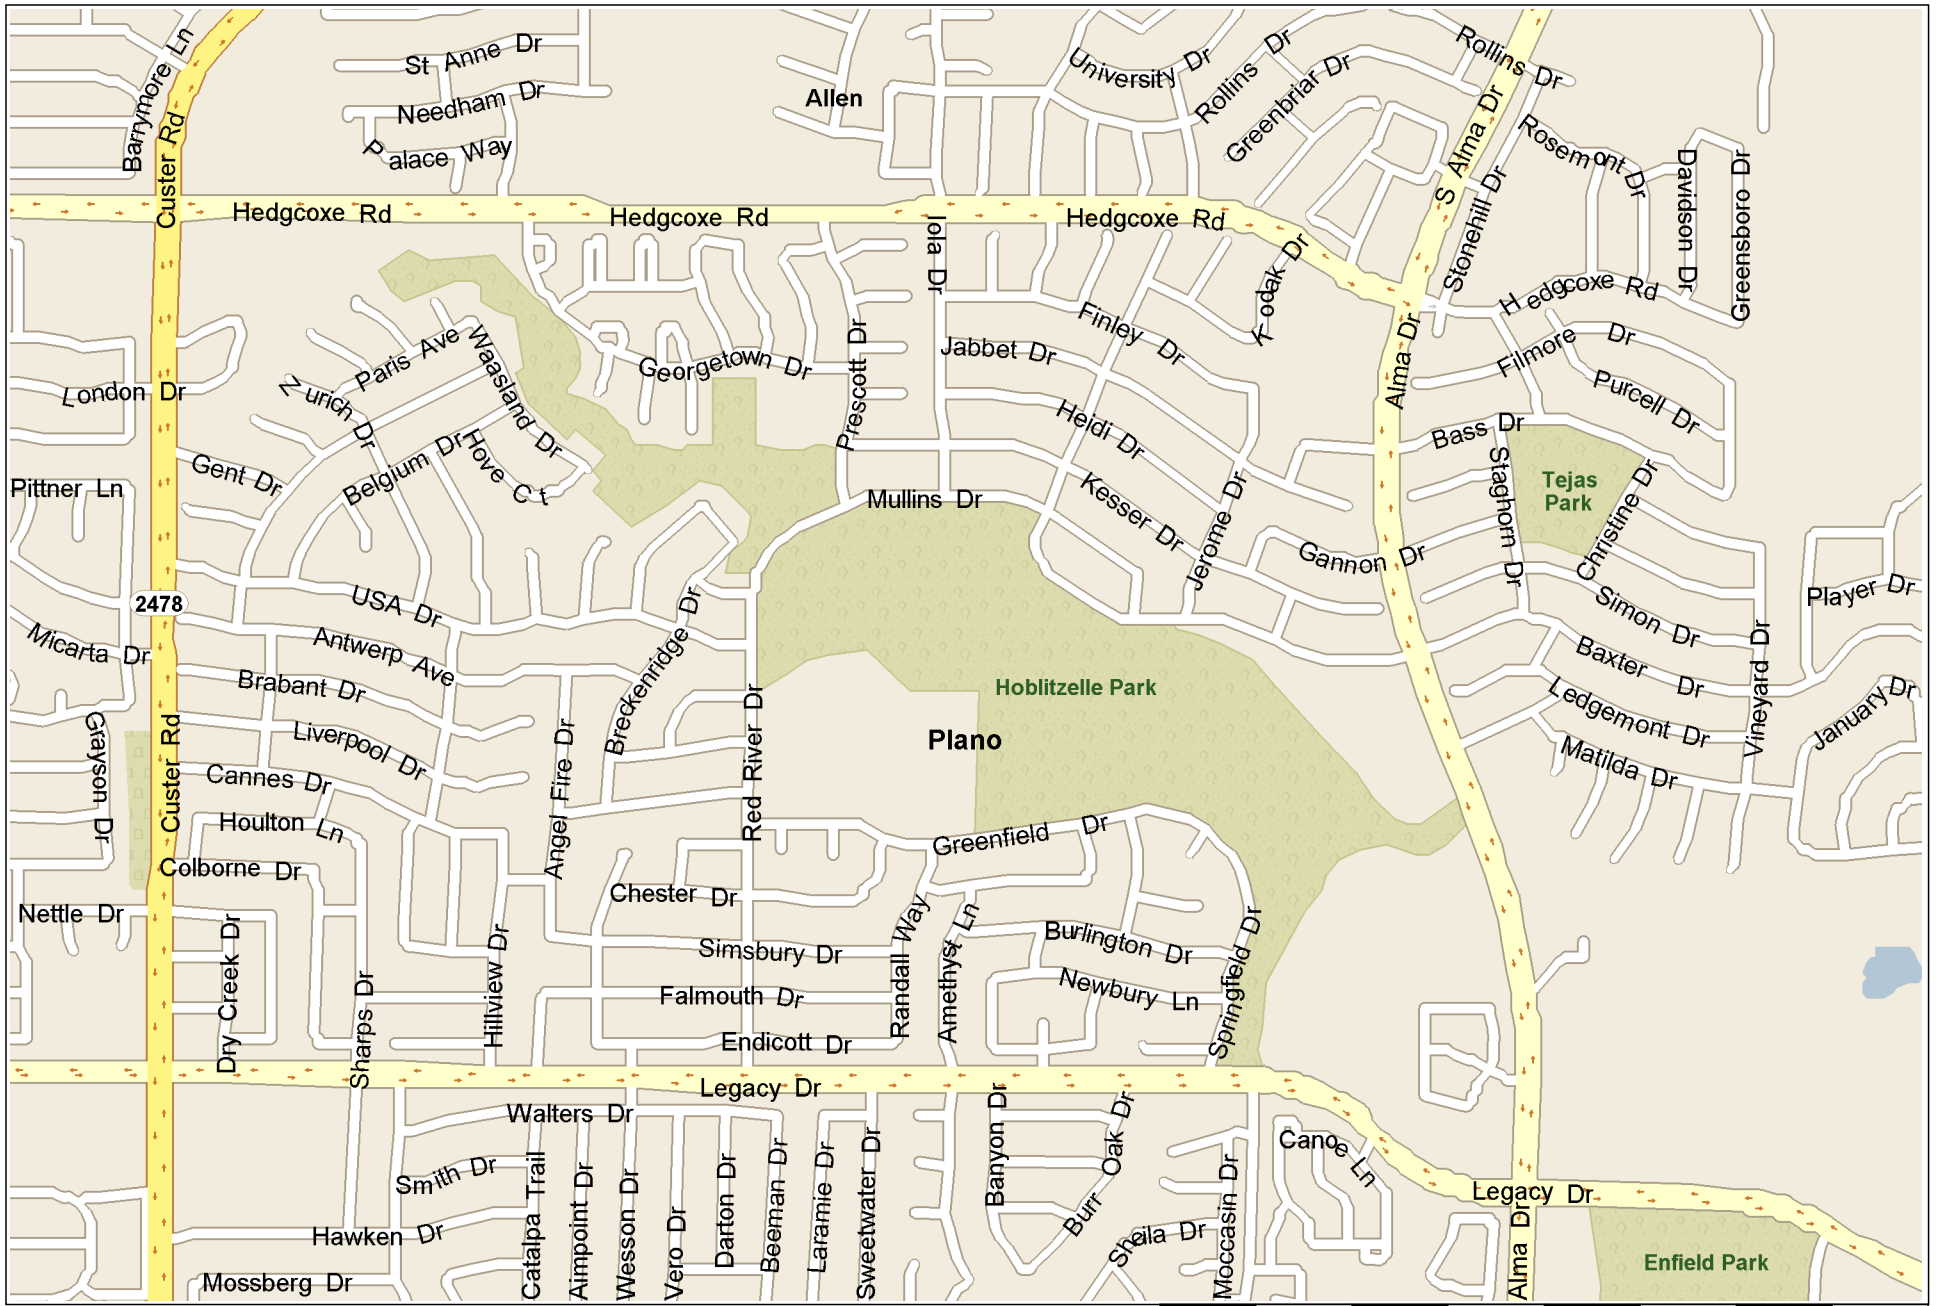 Barrymore Ln
St Anne Dr
Needham Dr
Palace Way
Allen
University Dr
Rollins Dr
Greenbriar Dr
Rollins Dr
S Alma Dr
Rosemont Dr
Davidson Dr
Greensboro Dr
Stonehill Dr
Custer Rd
Hedgcoxe Rd
Hedgcoxe Rd
Hedgcoxe Rd
Iola Dr
Kodak Dr
Hedgcoxe Rd
Alma Dr
Filmore Dr
Purcell Dr
Finley Dr
Jabbet Dr
Prescott Dr
Georgetown Dr
Waasland Dr
Paris Ave
Zurich Dr
London Dr
Gent Dr
Belgium Dr
Hove Ct
Pittner Ln
Mullins Dr
Heidi Dr
Kesser Dr
Jerome Dr
Gannon Dr
Bass Dr
Staghorn Dr
Tejas
Park
Christine Dr
Simon Dr
Baxter Dr
Vineyard Dr
Player Dr
January Dr
Ledgemont Dr
Matilda Dr
2478
USA Dr
Antwerp Ave
Micarta Dr
Brabant Dr
Breckenridge Dr
Hoblitzelle Park
Plano
Grayson Dr
Custer Rd
Liverpool Dr
Cannes Dr
Angel Fire Dr
Red River Dr
Houlton Ln
Colborne Dr
Greenfield Dr
Chester Dr
Nettle Dr
Dry Creek Dr
Sharps Dr
Hillview Dr
Simsbury Dr
Randall Way
Amethyst Ln
Burlington Dr
Newbury Ln
Springfield Dr
Falmouth Dr
Endicott Dr
Legacy Dr
Walters Dr
Smith Dr
Hawken Dr
Mossberg Dr
Catalpa Trail
Aimpoint Dr
Wesson Dr
Vero Dr
Darton Dr
Beeman Dr
Laramie Dr
Sweetwater Dr
Banyon Dr
Burr Oak Dr
Sheila Dr
Moccasin Dr
Canoe Ln
Legacy Dr
Alma Dr
Enfield Park